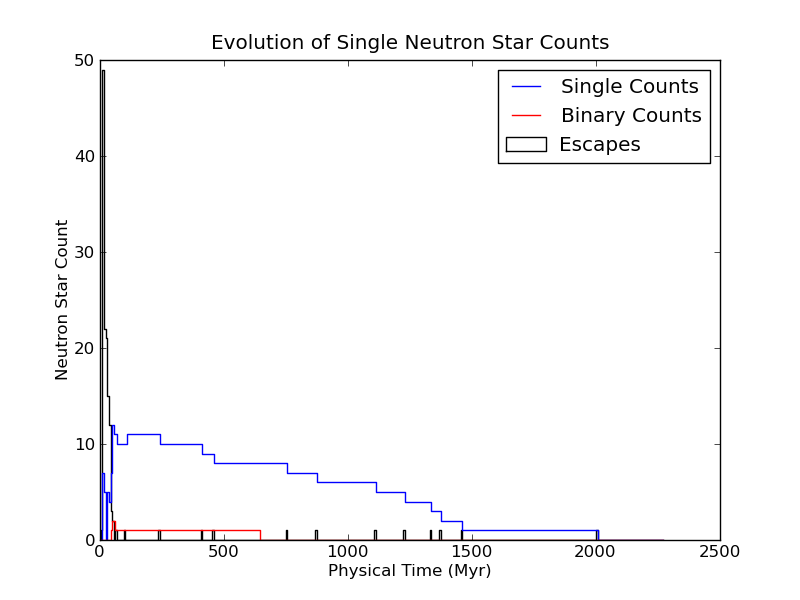 Evolution of Single Neutron Star Counts
50
40
30
20
10
0
Neutron Star Count
Single Counts
Binary Counts
Escapes
0
500
1000
1500
2000
2500
Physical Time (Myr)